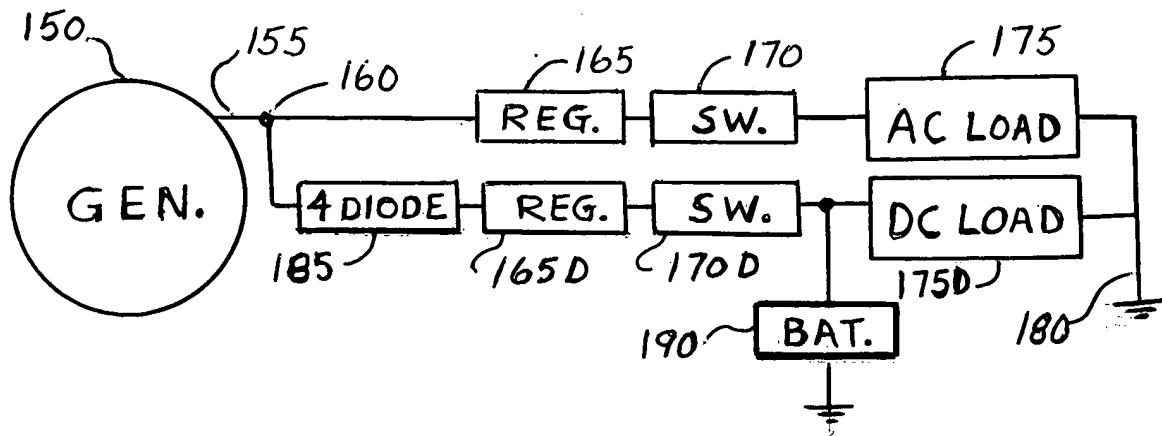 150
155
160
165
170
175
REG.
SW.
AC LOAD
GEN.
4 DIODE
REG.
SW.
DC LOAD
185
165D
170D
175D
190
BAT.
180